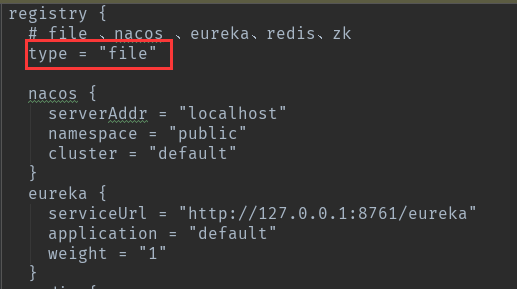 registry {
# file 、nacos 、eureka、redis、zk
type = "file"
nacos {
serverAddr = "localhost"
namespace = "public"
cluster = "default"
}
eureka {
serviceUrl = "http://127.0.0.1:8761/eureka"
application = "default"
weight = "1"
}